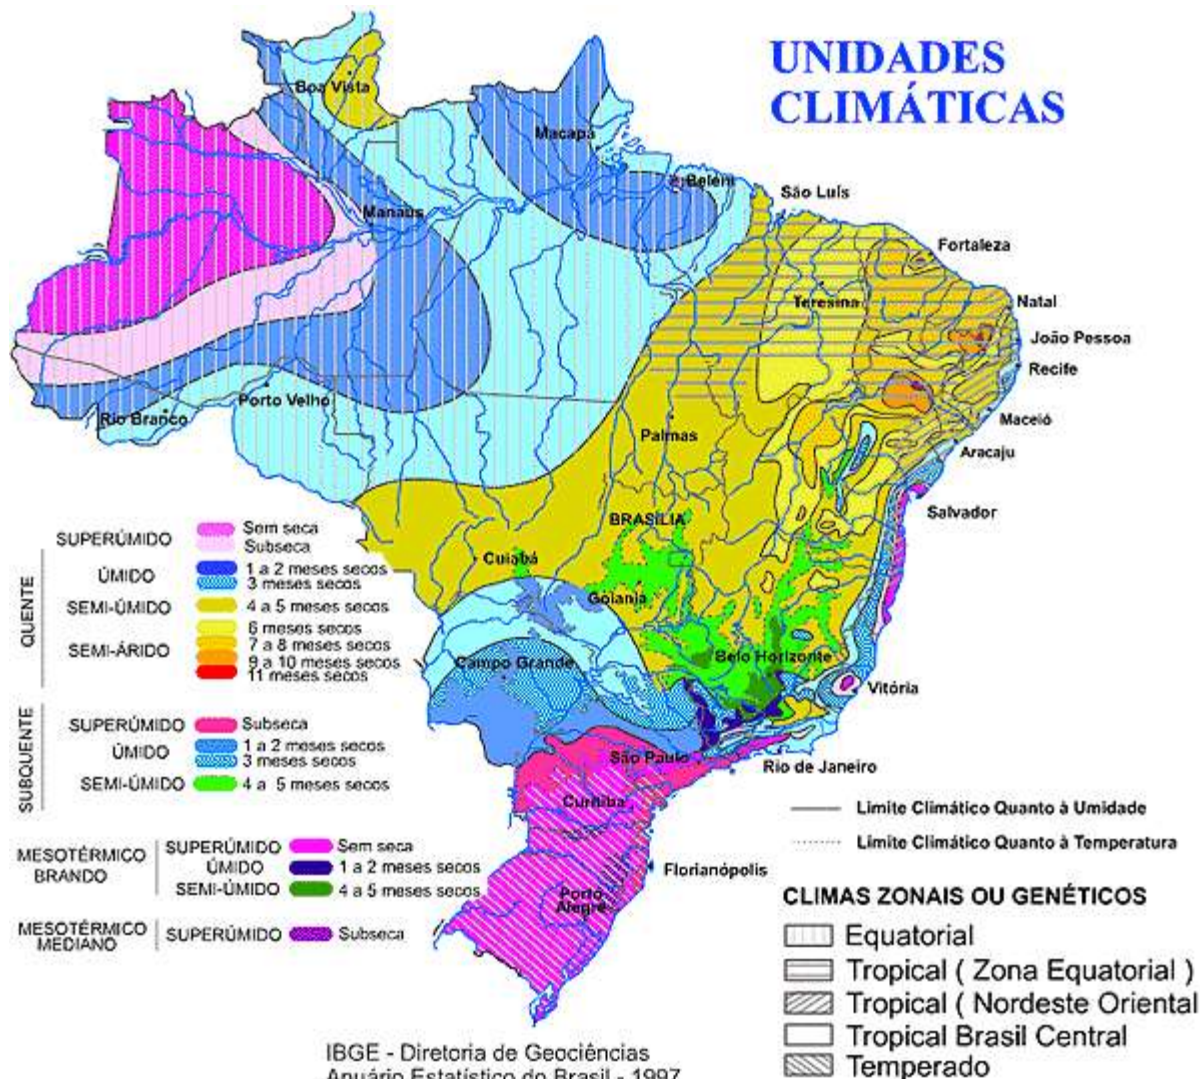 UNIDADES
CLIMÁTICAS
Boa Vista
Macapá
Belém
São Luís
Manaus
Fortaleza
Teresina
Natal
João Pessoa
Recife
Porto Velho
Rio Branco
Maceió
Palmas
Aracaju
Salvador
BRASÍLIA
Cuiabá
Goiania
Belo Horizonte
Campo Grande
Vitória
São Paulo
Rio de Janeiro
Curitiba
Florianópolis
Porto
Alegre
QUENTE
SUPERÚMIDO
Sem seca
Subseca
ÚMIDO
1 a 2 meses secos
3 meses secos
SEMI-ÚMIDO
4 a 5 meses secos
SEMI-ÁRIDO
6 meses secos
7 a 8 meses secos
9 a 10 meses secos
11 meses secos
SUBQUENTE
SUPERÚMIDO
Subseca
ÚMIDO
1 a 2 meses secos
3 meses secos
SEMI-ÚMIDO
4 a 5 meses secos
MESOTÉRMICO
BRANDO
SUPERÚMIDO
Sem seca
ÚMIDO
1 a 2 meses secos
SEMI-ÚMIDO
4 a 5 meses secos
MESOTÉRMICO
MEDIANO
SUPERÚMIDO
Subseca
Limite Climático Quanto à Umidade
Limite Climático Quanto à Temperatura
CLIMAS ZONAIS OU GENÉTICOS
Equatorial
Tropical ( Zona Equatorial )
Tropical ( Nordeste Oriental
Tropical Brasil Central
Temperado
IBGE - Diretoria de Geociências
Anuário Estatístico do Brasil - 1997